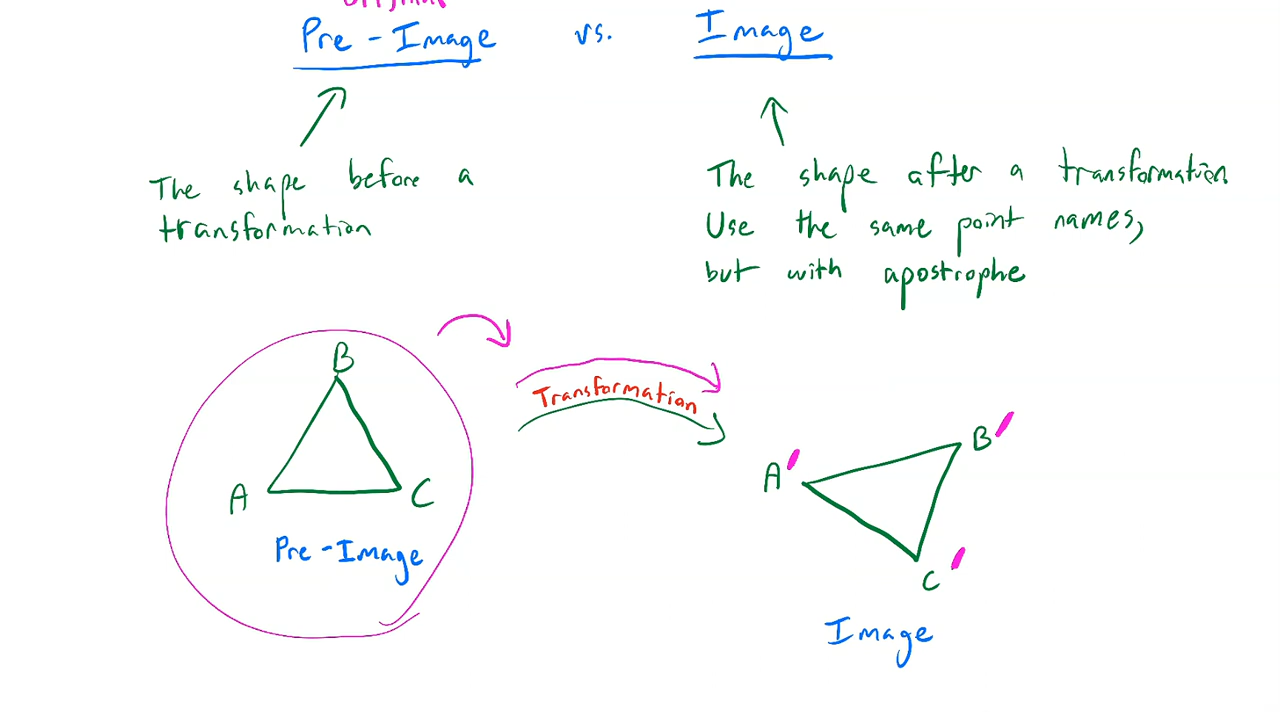 Pre-Image vs. Image
The shape before a
transformation
The shape after a transformation.
Use the same point names,
but with apostrophe
B
A
C
Pre-Image
Transformation
A'
B'
C'
Image